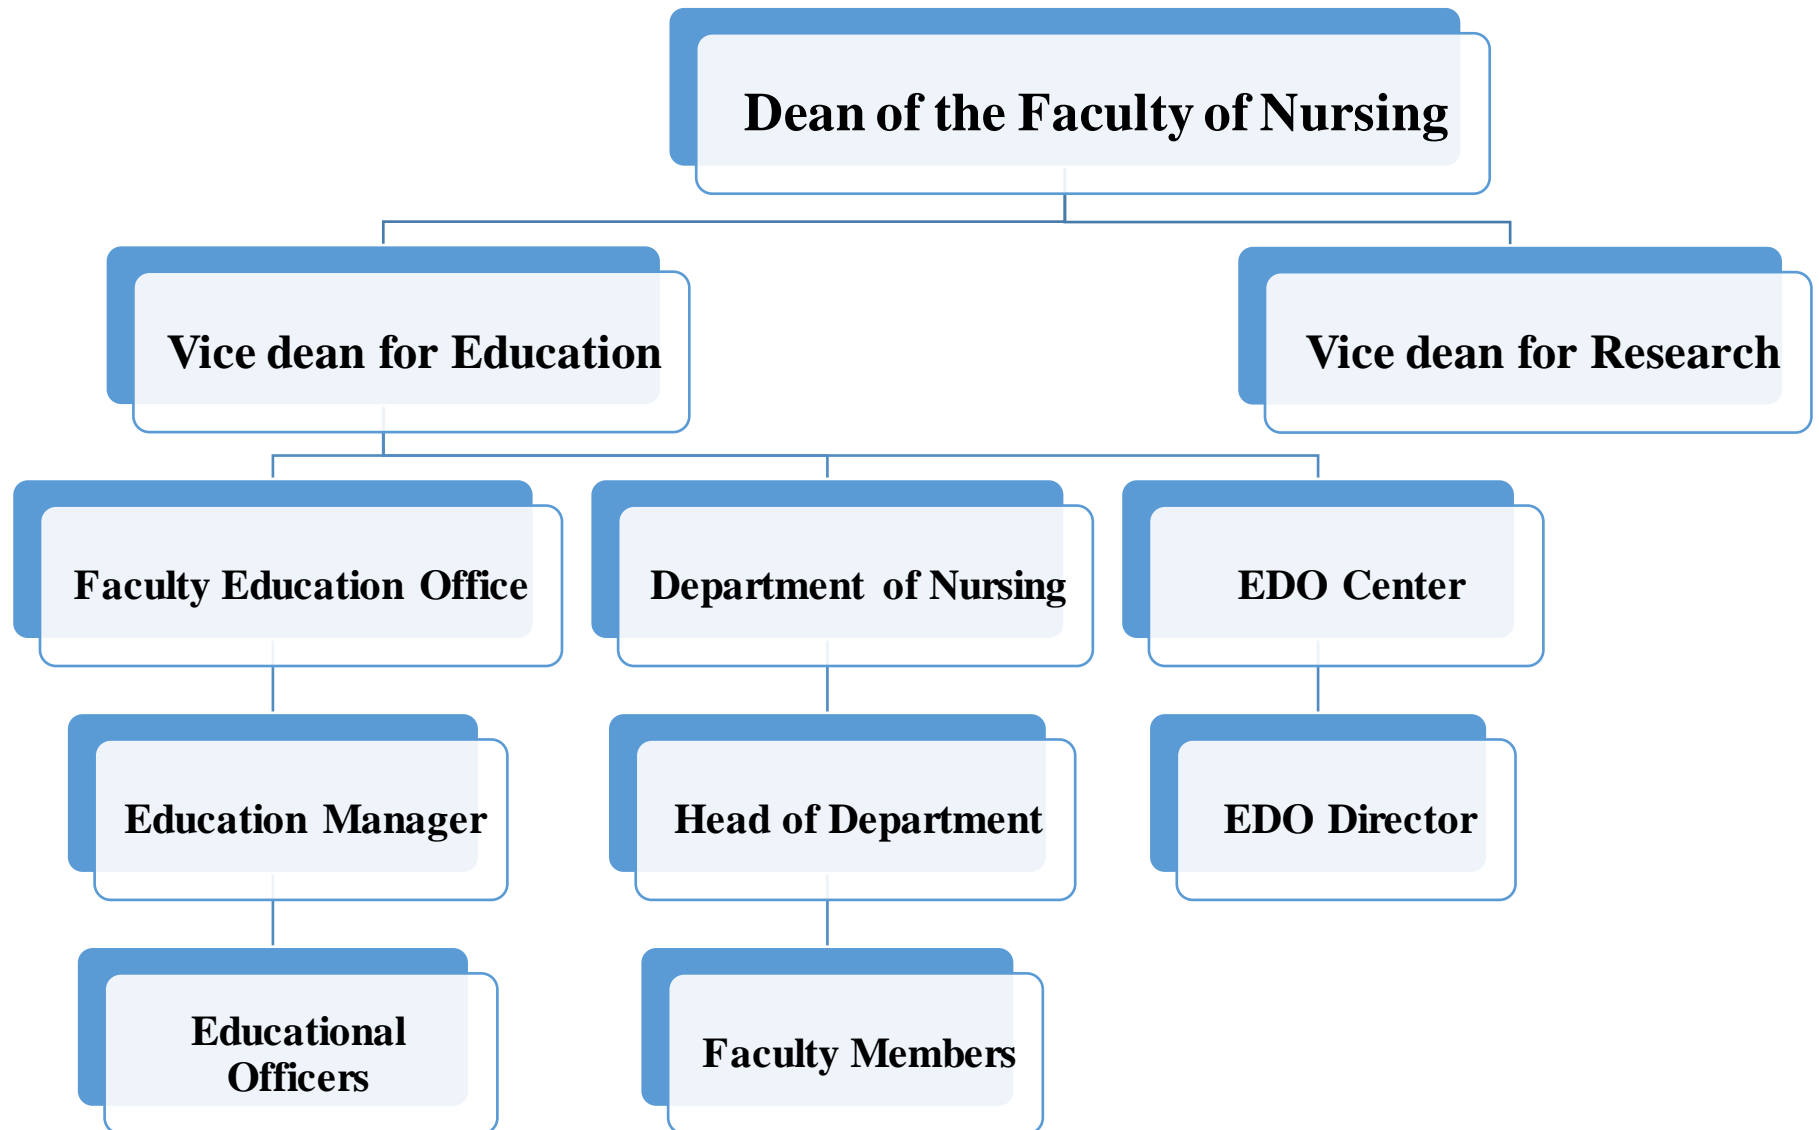 Dean of the Faculty of Nursing
Vice dean for Education
Vice dean for Research
Faculty Education Office
Department of Nursing
EDO Center
Education Manager
Head of Department
EDO Director
Educational
Officers
Faculty Members